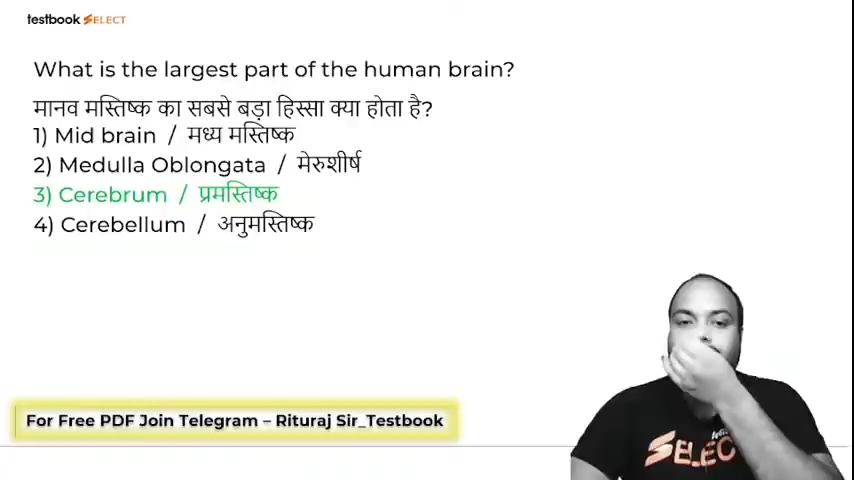 testbook SELECT
What is the largest part of the human brain?
मानव मस्तिष्क का सबसे बड़ा हिस्सा क्या होता है?
1) Mid brain / मध्य मस्तिष्क
2) Medulla Oblongata / मेरुशीर्ष
3) Cerebrum / प्रमस्तिष्क
4) Cerebellum / अनुमस्तिष्क
For Free PDF Join Telegram – Rituraj Sir_Testbook
SELEC